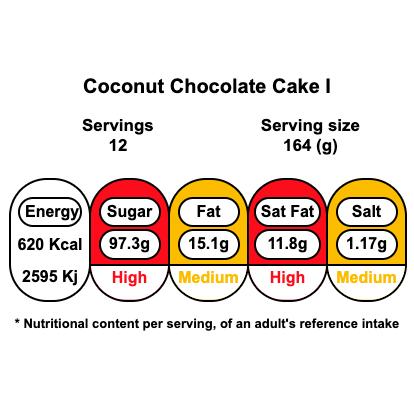 Coconut Chocolate Cake I
Servings
12
Serving size
164 (g)
Energy Sugar Fat Sat Fat Salt
620 Kcal 97.3g 15.1g 11.8g 1.17g
2595 Kj High Medium High Medium
* Nutritional content per serving, of an adult's reference intake